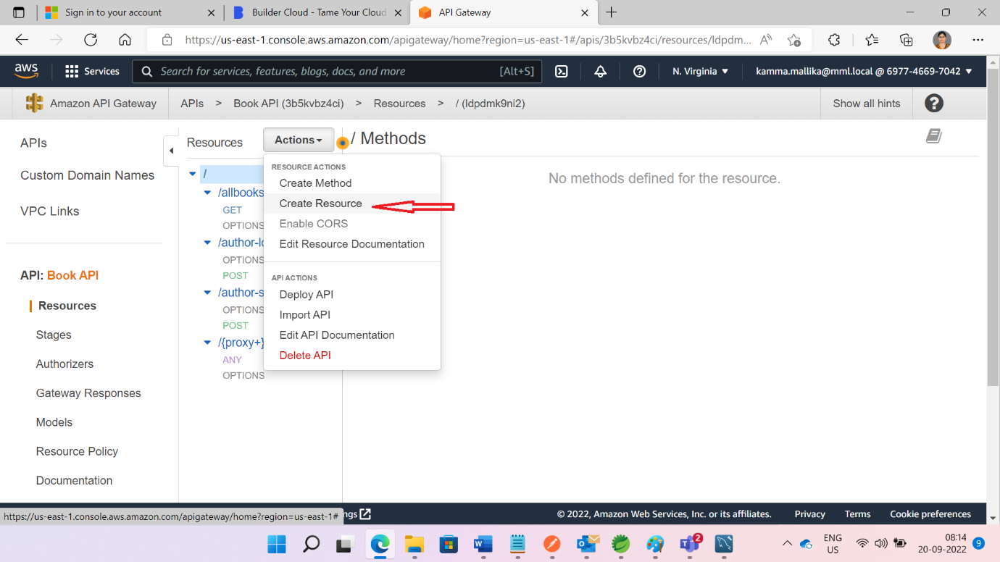 Sign in to your account
Builder Cloud - Tame Your Cloud
API Gateway
https://us-east-1.console.aws.amazon.com/apigateway/home?region=us-east-1#/apis/3b5kvbz4ci/resources/ldpdm...
aws
Services
Search for services, features, blogs, docs, and more
[Alt+S]
N. Virginia
kamma.mallika@mml.local @ 6977-4669-7042
Amazon API Gateway
APIs > Book API (3b5kvbz4ci) > Resources > / (ldpdmk9ni2)
Show all hints
?
APIs
Custom Domain Names
VPC Links
API: Book API
Resources
Stages
Authorizers
Gateway Responses
Models
Resource Policy
Documentation
Resources
Actions
/
/allbooks
GET
OPTIONS
/author-lo
OPTIONS
POST
/author-s
OPTIONS
POST
/{proxy+}
ANY
OPTIONS
RESOURCE ACTIONS
Create Method
Create Resource
Enable CORS
Edit Resource Documentation
API ACTIONS
Deploy API
Import API
Edit API Documentation
Delete API
/ Methods
No methods defined for the resource.
https://us-east-1.console.aws.amazon.com/apigateway/home?region=us-east-1#
ngs
© 2022, Amazon Web Services, Inc. or its affiliates.
Privacy
Terms
Cookie preferences
2
ENG
US
08:14
20-09-2022
9